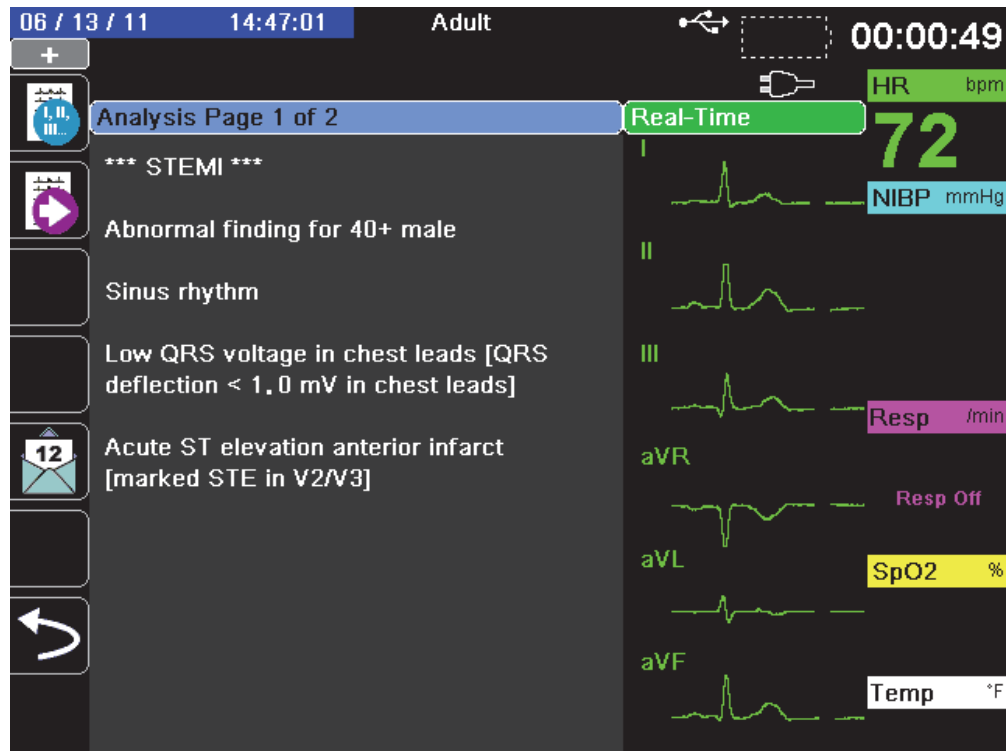 06 / 13 / 11 14:47:01 Adult
00:00:49
+
I, II,
III...
12
Analysis Page 1 of 2
*** STEMI ***
Abnormal finding for 40+ male
Sinus rhythm
Low QRS voltage in chest leads [QRS
deflection < 1.0 mV in chest leads]
Acute ST elevation anterior infarct
[marked STE in V2/V3]
Real-Time
I
II
III
aVR
aVL
aVF
HR bpm
72
NIBP mmHg
Resp /min
Resp Off
SpO2 %
Temp °F